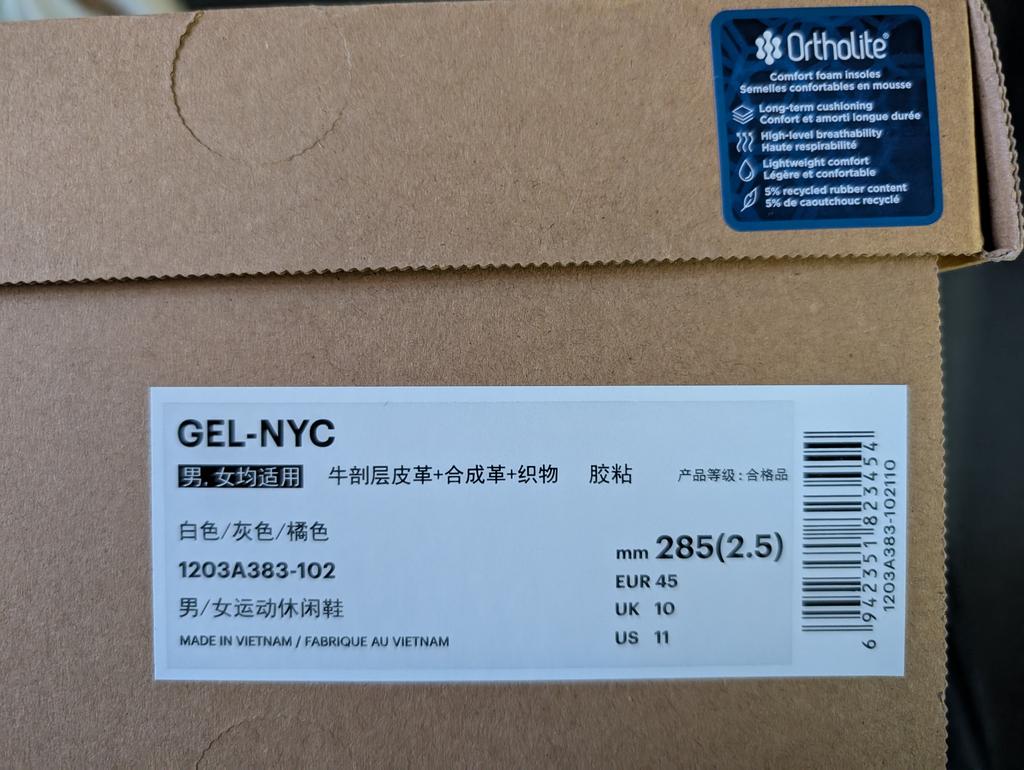 Ortholite®
Comfort foam insoles
Semelles confortables en mousse
Long-term cushioning
Confort et amorti longue durée
High-level breathability
Haute respirabilité
Lightweight comfort
Légère et confortable
5% recycled rubber content
5% de caoutchouc recyclé
GEL-NYC
男.女均适用 牛剖层皮革+合成革+织物 胶粘 产品等级:合格品
白色/灰色/橘色
1203A383-102
男/女运动休闲鞋
MADE IN VIETNAM / FABRIQUE AU VIETNAM
mm 285(2.5)
EUR 45
UK 10
US 11
6 942351 823454
1203A383-102110